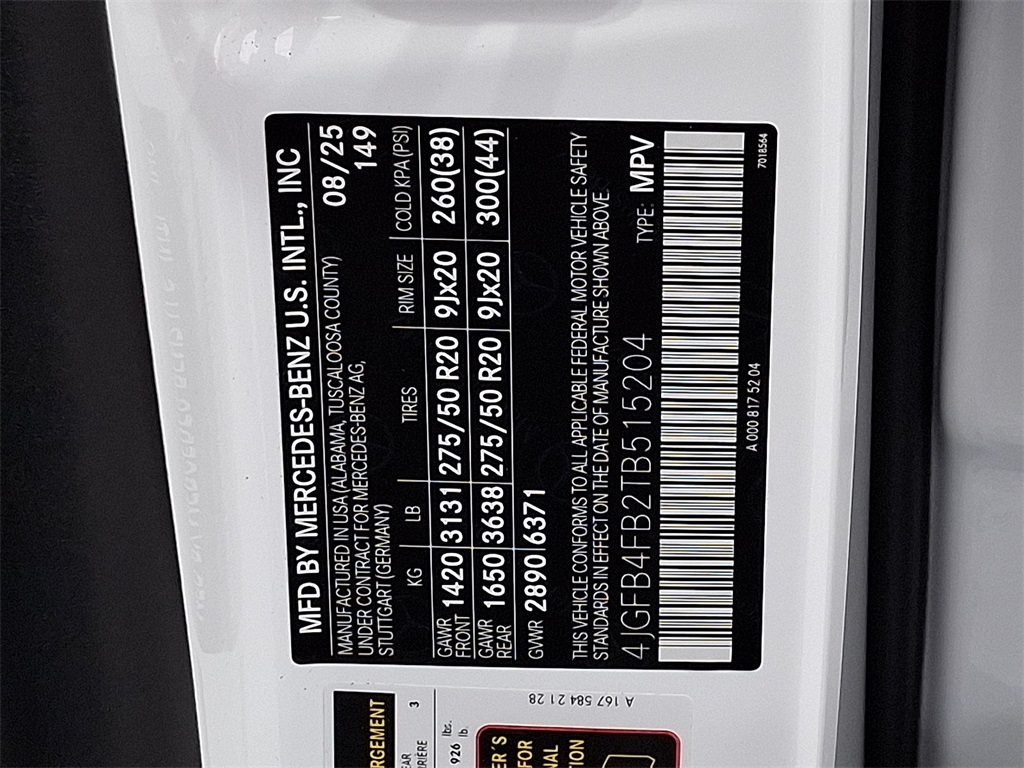 MFD BY MERCEDES-BENZ U.S. INTL., INC
MANUFACTURED IN USA (ALABAMA, TUSCALOOSA COUNTY) 08/25
UNDER CONTRACT FOR MERCEDES-BENZ AG, 149
STUTTGART (GERMANY)
KG LB TIRES RIM SIZE COLD KPA (PSI)
GAWR FRONT 1420 3131 275/50 R20 9Jx20 260(38)
GAWR REAR 1650 3638 275/50 R20 9Jx20 300(44)
GVWR 2890 6371
THIS VEHICLE CONFORMS TO ALL APPLICABLE FEDERAL MOTOR VEHICLE SAFETY
STANDARDS IN EFFECT ON THE DATE OF MANUFACTURE SHOWN ABOVE.
4JGFB4FB2TB515204 TYPE: MPV
A 000 817 52 04
7018564
A 167 584 21 28
3
926 lbs.
lb.